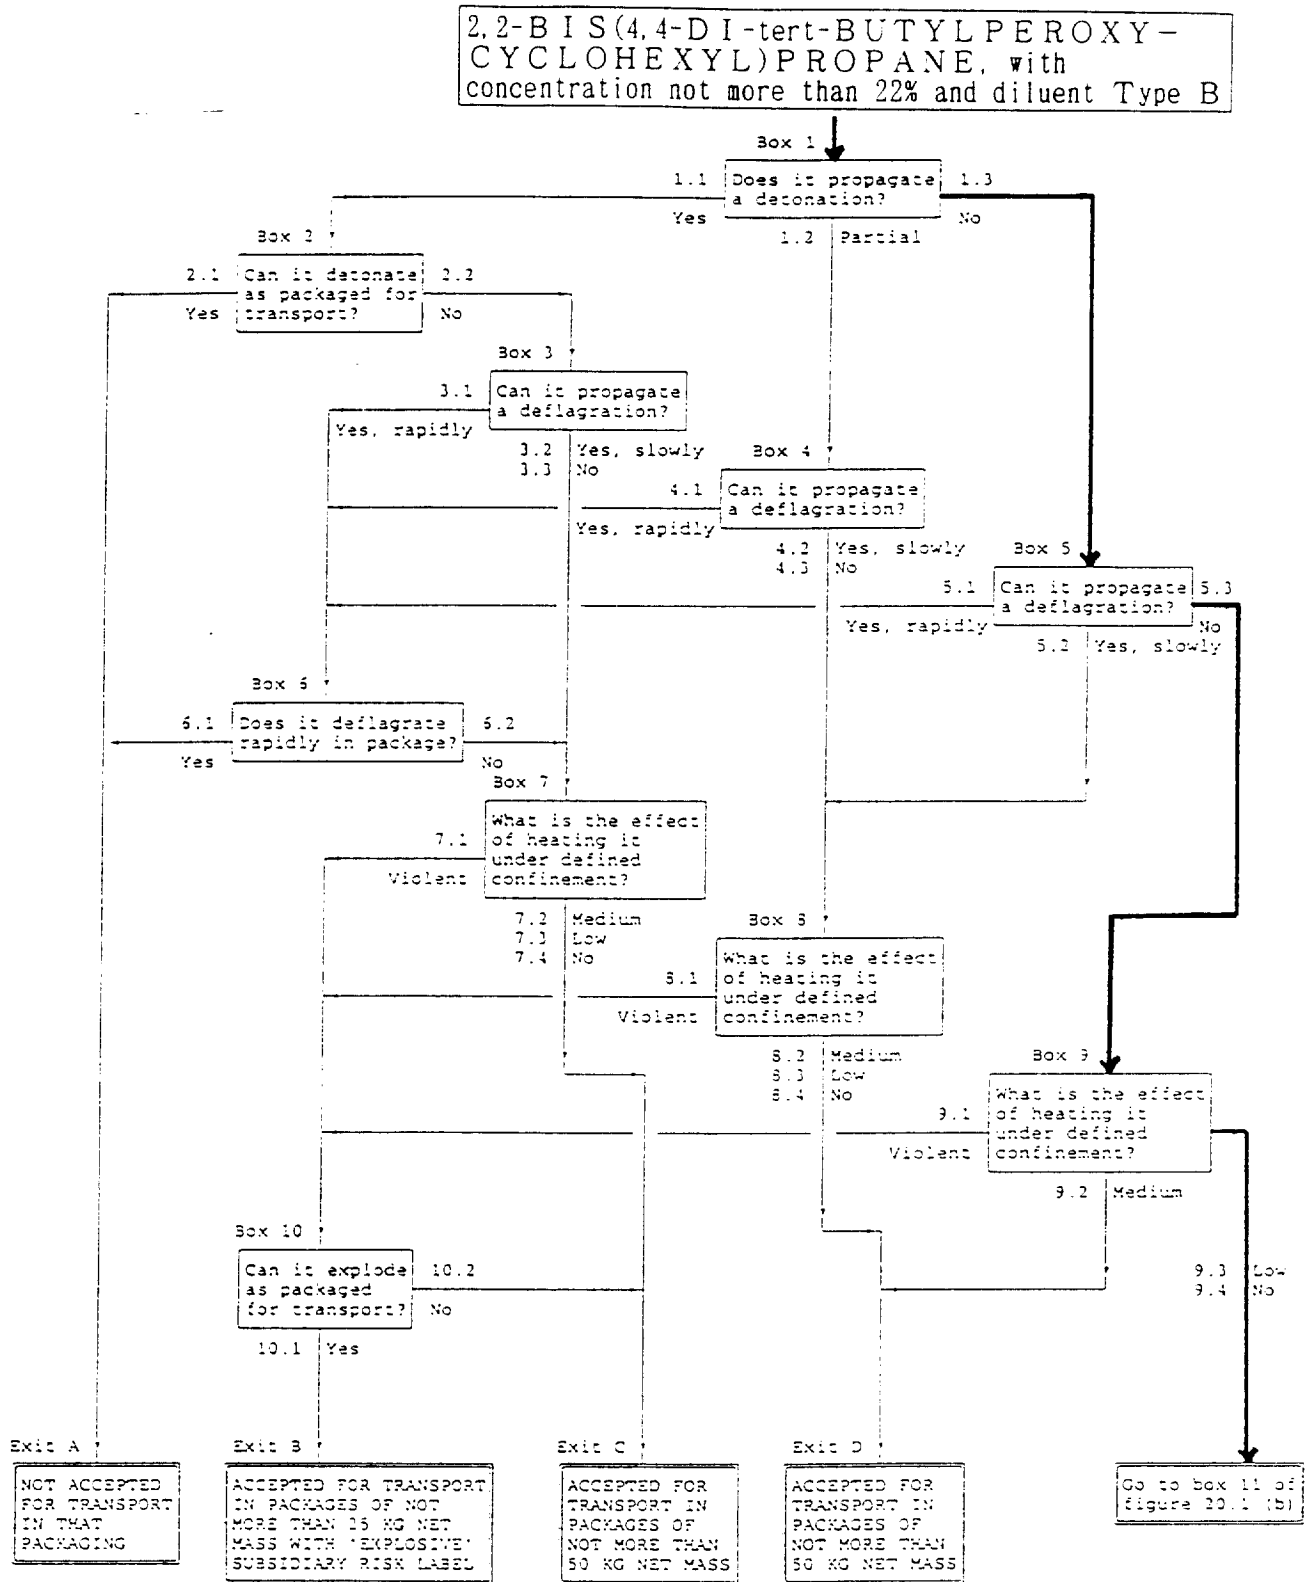 2,2-BIS(4,4-DI-tert-BUTYLPEROXY-
CYCLOHEXYL)PROPANE, with
concentration not more than 22% and diluent Type B
Box 1
1.1
Does it propagate
a detonation?
1.3
Yes
No
1.2 Partial
Box 2
2.1
Can it detonate
as packaged for
transport?
2.2
Yes
No
Box 3
3.1
Can it propagate
a deflagration?
Yes, rapidly
3.2 Yes, slowly
3.3 No
Box 4
4.1
Can it propagate
a deflagration?
Yes, rapidly
4.2 Yes, slowly
4.3 No
Box 5
5.1
Can it propagate
a deflagration?
5.3
Yes, rapidly
No
5.2 Yes, slowly
Box 6
6.1
Does it deflagrate
rapidly in package?
6.2
Yes
No
Box 7
7.1
What is the effect
of heating it
under defined
confinement?
Violent
7.2 Medium
7.3 Low
7.4 No
Box 8
8.1
What is the effect
of heating it
under defined
confinement?
Violent
8.2 Medium
8.3 Low
8.4 No
Box 9
9.1
What is the effect
of heating it
under defined
confinement?
Violent
9.2 Medium
9.3 Low
9.4 No
Box 10
Can it explode
as packaged
for transport?
10.2
No
10.1 Yes
Exit A
NOT ACCEPTED
FOR TRANSPORT
IN THAT
PACKAGING
Exit B
ACCEPTED FOR TRANSPORT
IN PACKAGES OF NOT
MORE THAN 25 KG NET
MASS WITH 'EXPLOSIVE'
SUBSIDIARY RISK LABEL
Exit C
ACCEPTED FOR
TRANSPORT IN
PACKAGES OF
NOT MORE THAN
50 KG NET MASS
Exit D
ACCEPTED FOR
TRANSPORT IN
PACKAGES OF
NOT MORE THAN
50 KG NET MASS
Go to box 11 of
figure 20.1 (b)